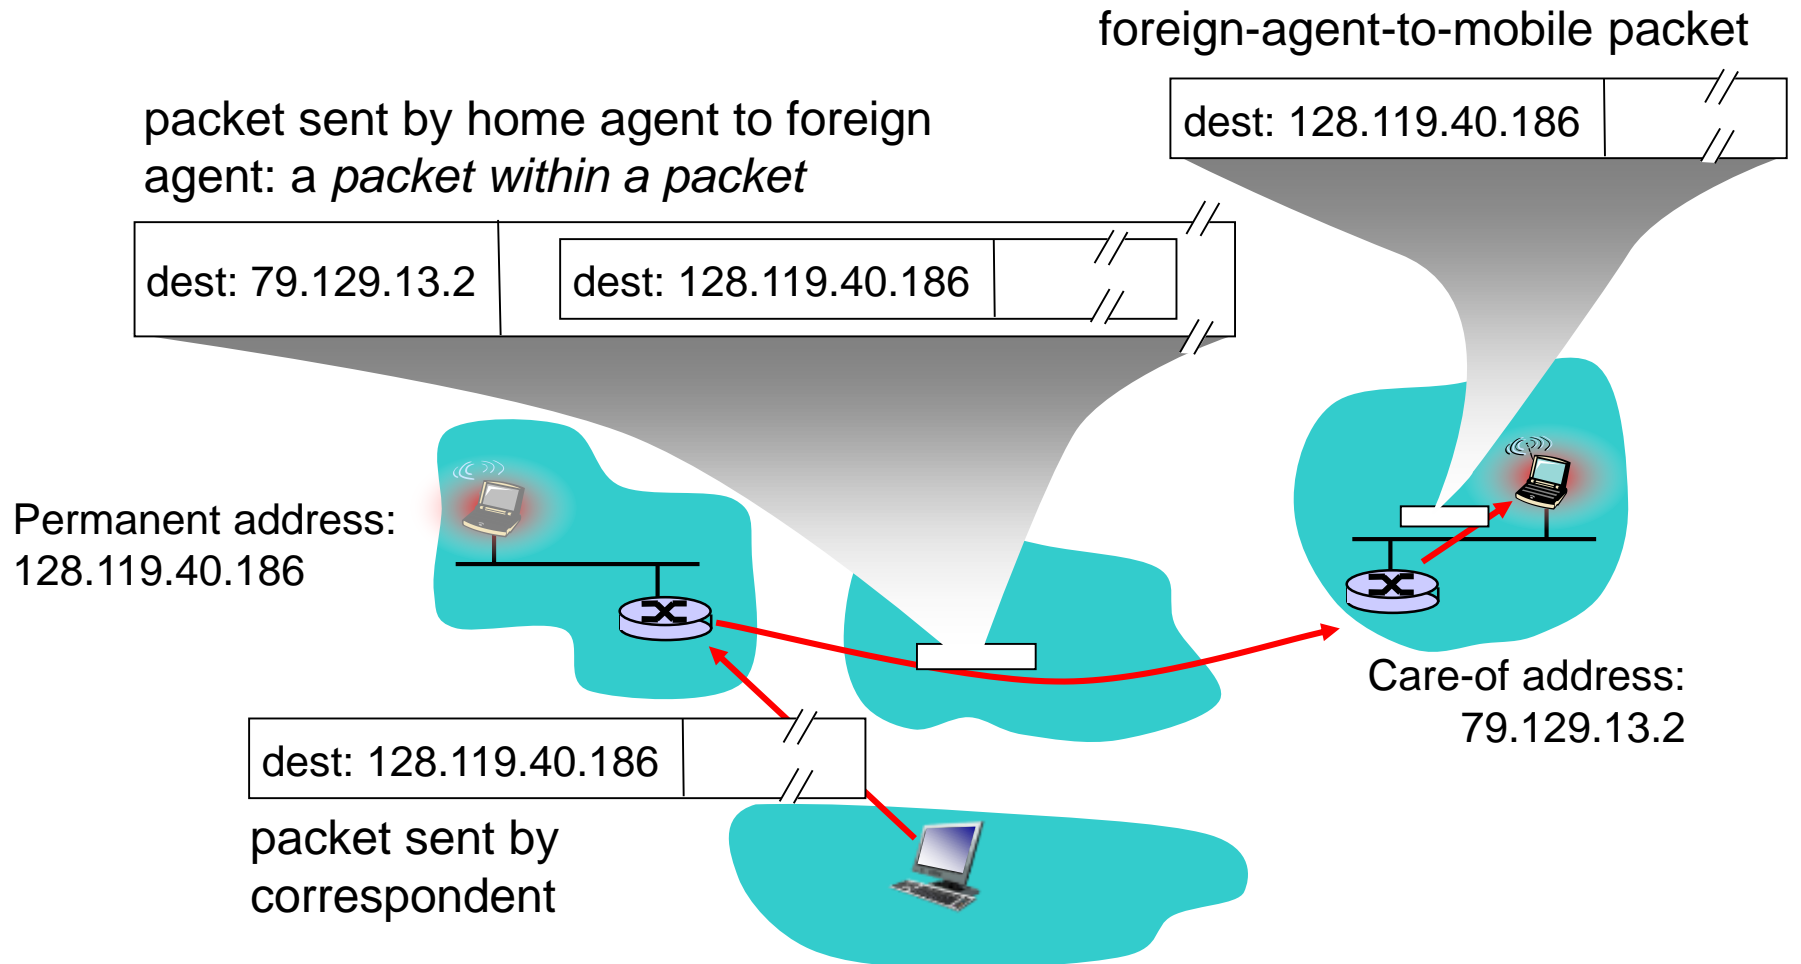 foreign-agent-to-mobile packet
dest: 128.119.40.186
packet sent by home agent to foreign
agent: a packet within a packet
dest: 79.129.13.2
dest: 128.119.40.186
Permanent address:
128.119.40.186
Care-of address:
79.129.13.2
dest: 128.119.40.186
packet sent by
correspondent